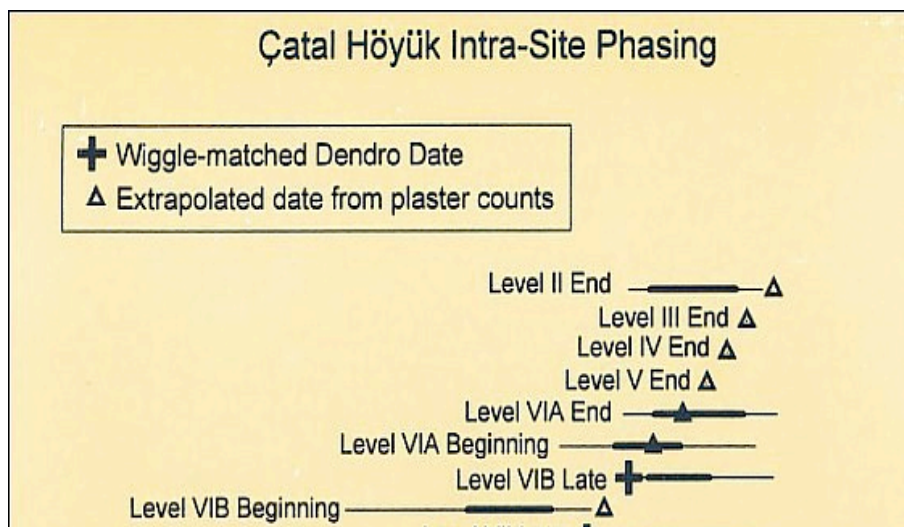 Çatal Höyük Intra-Site Phasing
Wiggle-matched Dendro Date
Extrapolated date from plaster counts
Level II End
Level III End
Level IV End
Level V End
Level VIA End
Level VIA Beginning
Level VIB Late
Level VIB Beginning